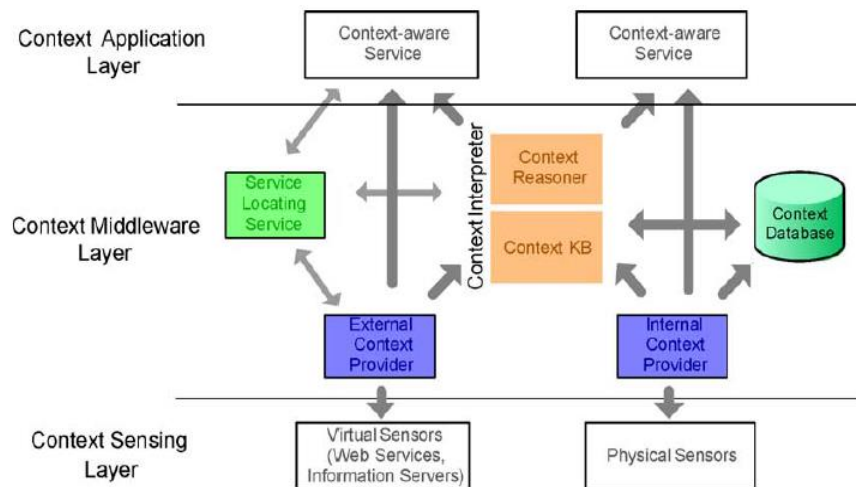 Context Application
Layer
Context-aware
Service
Context-aware
Service
Context Interpreter
Context
Reasoner
Service
Locating
Service
Context Middleware
Layer
Context KB
Context
Database
External
Context
Provider
Internal
Context
Provider
Context Sensing
Layer
Virtual Sensors
(Web Services,
Information Servers)
Physical Sensors